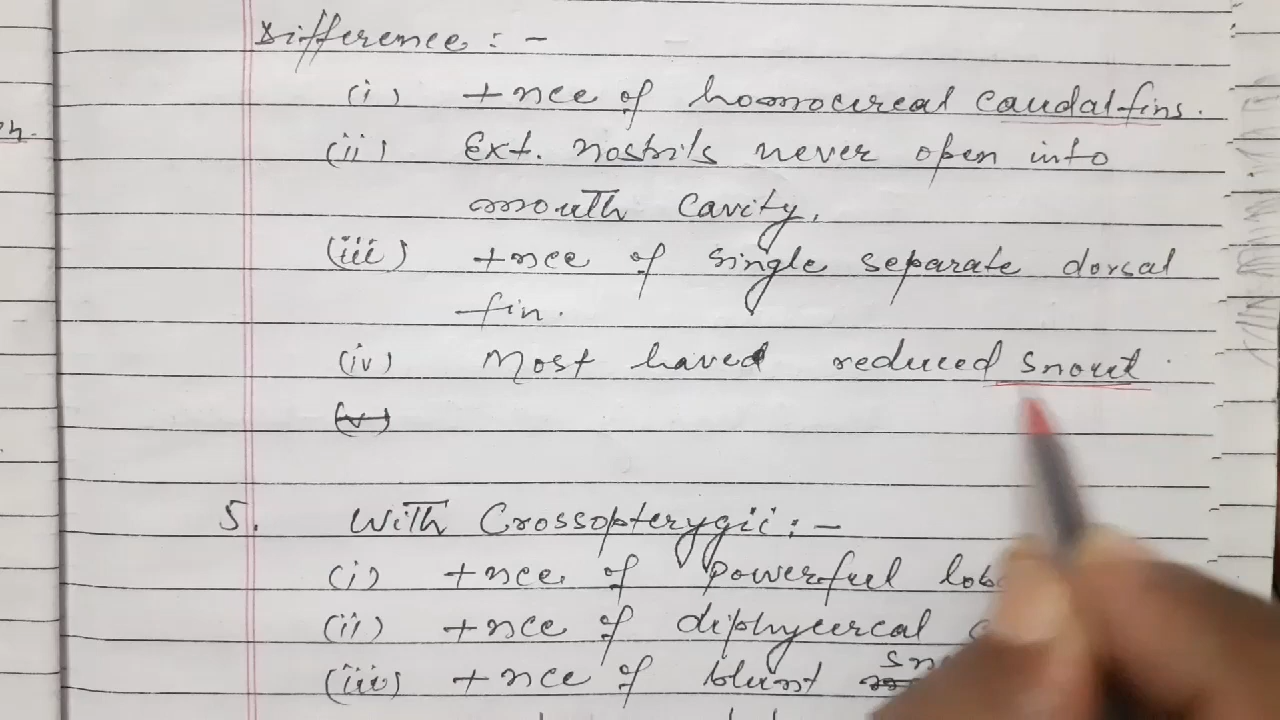 Difference : -
(i) +nce of homocercal caudal fins.
(ii) Ext. nostrils never open into
mouth cavity.
(iii) +nce of single separate dorsal
fin.
(iv) Most have reduced snout.
(v)
5. With Crossopterygii : -
(i) +nce of powerful
(ii) +nce of diphycercal
(iii) +nce of blunt